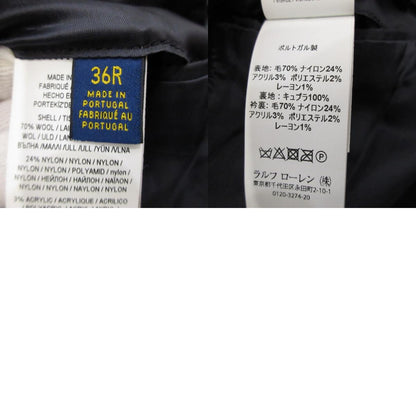 36R
MADE IN
PORTUGAL
FABRIQUÉ AU
PORTUGAL
MADE IN
FABRIQUÉ A
HECHO E
PORTEKİZ'DE
SHELL / TIS
70% WOOL / LAI
WOL / ULD / LAN
ВЪЛНА /MAЛЛI / ULL / ÜLL / YÜN / VILN
24% NYLON / NYLON / NYLON /
NYLON / NYLON / POLYAMID / nylon /
NYLON / НЕЙЛОН / НАЙЛОН / NAILON /
NYLON / NYLON / NAYLON / NYLON
3% ACRYLIC / ACRYLIQUE / ACRILICO
ポルトガル製
表地：毛70% ナイロン24%
アクリル3% ポリエステル2%
レーヨン1%
裏地：キュプラ100%
衿裏：毛70% ナイロン24%
アクリル3% ポリエステル2%
レーヨン1%
ラルフ ローレン（株）
東京都千代田区永田町2-10-1
0120-3274-20